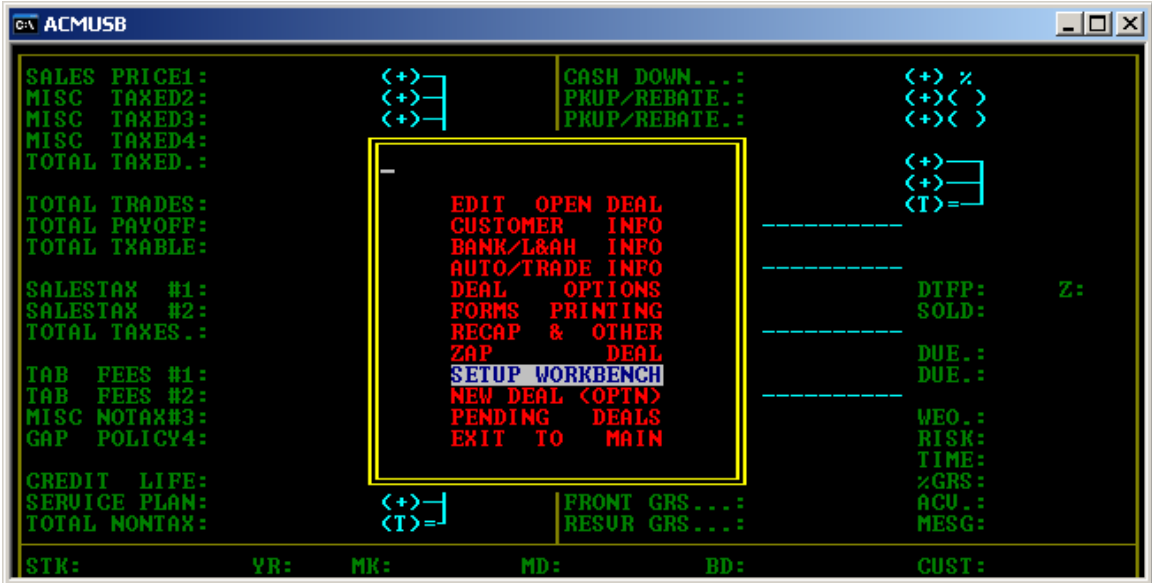 C:\ ACMUSB
SALES PRICE1: (+) CASH DOWN...: (+) %
MISC TAXED2: (+) PKUP/REBATE.: (+)( )
MISC TAXED3: (+) PKUP/REBATE.: (+)( )
MISC TAXED4:
TOTAL TAXED.: (+)
(+)
TOTAL TRADES: EDIT OPEN DEAL (T)=
TOTAL PAYOFF: CUSTOMER INFO
TOTAL TXABLE: BANK/L&AH INFO
AUTO/TRADE INFO
SALESTAX #1: DEAL OPTIONS DTFP: Z:
SALESTAX #2: FORMS PRINTING SOLD:
TOTAL TAXES.: RECAP & OTHER
ZAP DEAL DUE.:
TAB FEES #1: SETUP WORKBENCH DUE.:
TAB FEES #2: NEW DEAL (OPTN)
MISC NOTAX#3: PENDING DEALS WEO.:
GAP POLICY4: EXIT TO MAIN RISK:
TIME:
CREDIT LIFE: %GRS:
SERVICE PLAN: (+) FRONT GRS...: ACV.:
TOTAL NONTAX: (T)= RESVR GRS...: MESG:
STK: YR: MK: MD: BD: CUST: